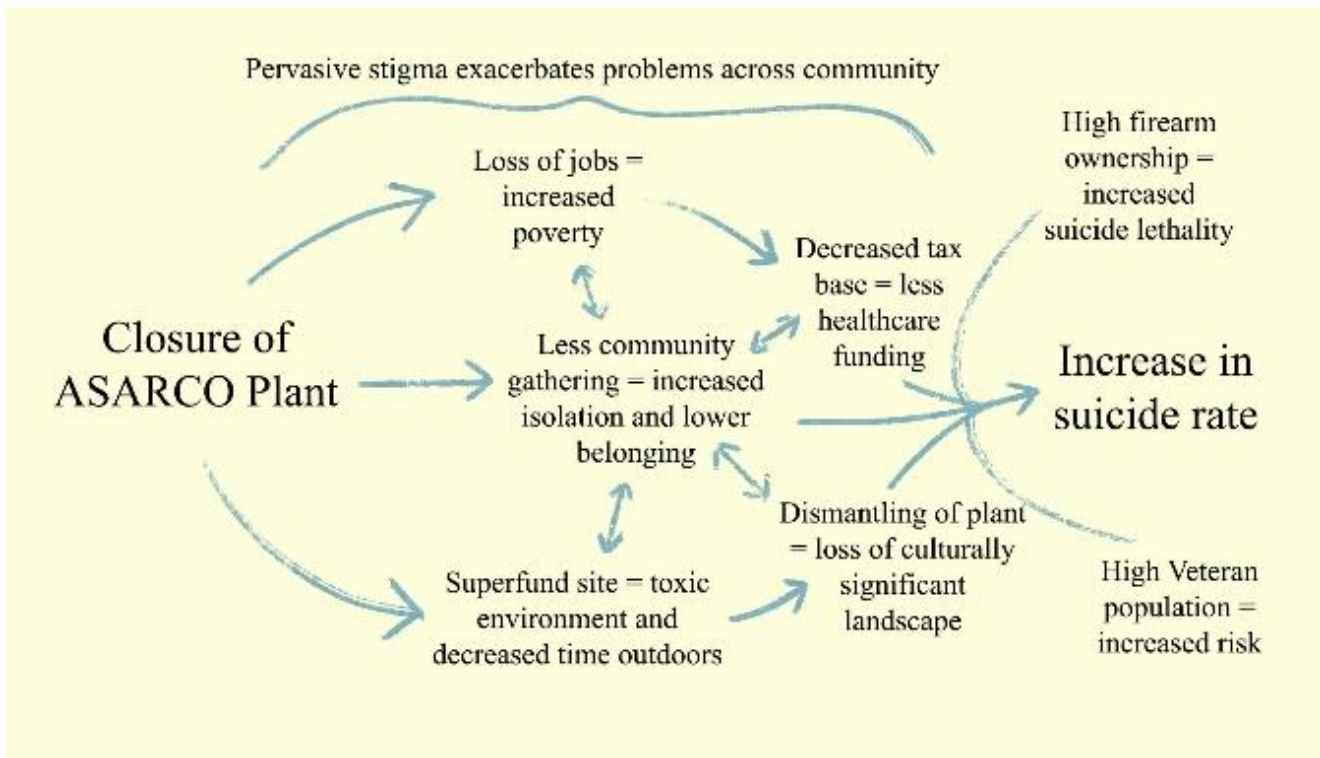 Pervasive stigma exacerbates problems across community
High firearm
ownership =
increased
suicide lethality
Loss of jobs =
increased
poverty
Decreased tax
base = less
healthcare
funding
Closure of
ASARCO Plant
Less community
gathering = increased
isolation and lower
belonging
Increase in
suicide rate
Dismantling of plant
= loss of culturally
significant
landscape
Superfund site = toxic
environment and
decreased time outdoors
High Veteran
population =
increased risk